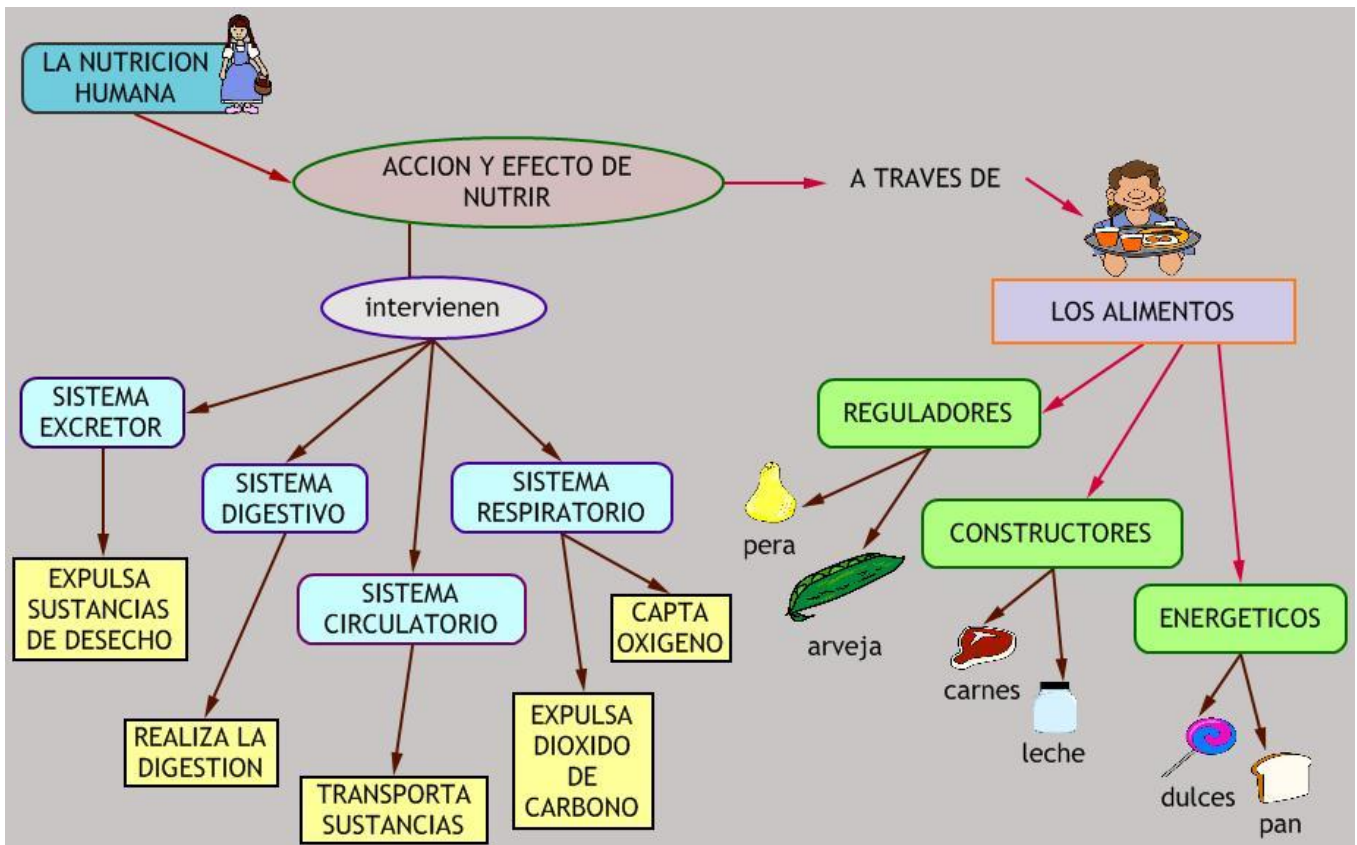 LA NUTRICION
HUMANA
ACCION Y EFECTO DE
NUTRIR
A TRAVES DE
intervienen
LOS ALIMENTOS
SISTEMA
EXCRETOR
SISTEMA
DIGESTIVO
SISTEMA
CIRCULATORIO
SISTEMA
RESPIRATORIO
EXPULSA
SUSTANCIAS
DE DESECHO
REALIZA LA
DIGESTION
TRANSPORTA
SUSTANCIAS
EXPULSA
DIOXIDO
DE
CARBONO
CAPTA
OXIGENO
REGULADORES
pera
arveja
CONSTRUCTORES
carnes
leche
ENERGETICOS
dulces
pan